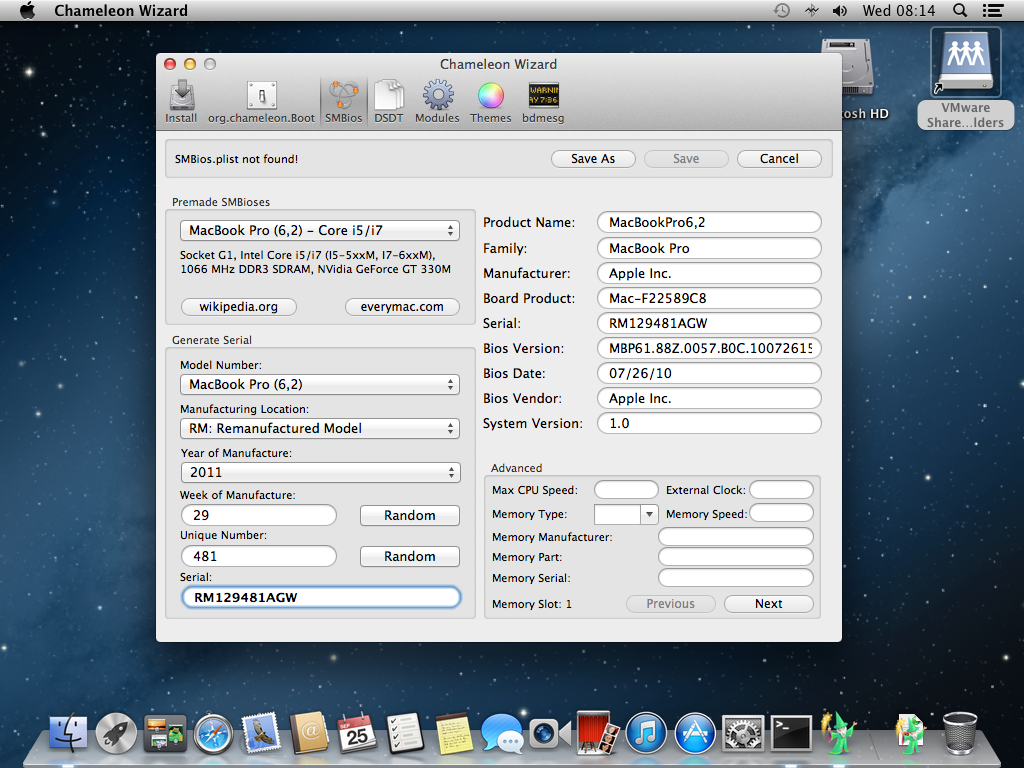 Chameleon Wizard
Wed 08:14
Chameleon Wizard
Install
org.chameleon.Boot
SMBios
DSDT
Modules
Themes
bdmesg
WARNIN
RY 7:36
SMBios.plist not found!
Save As
Save
Cancel
Premade SMBioses
MacBook Pro (6,2) – Core i5/i7
Socket G1, Intel Core i5/i7 (I5-5xxM, I7-6xxM),
1066 MHz DDR3 SDRAM, NVidia GeForce GT 330M
wikipedia.org
everymac.com
Generate Serial
Model Number:
MacBook Pro (6,2)
Manufacturing Location:
RM: Remanufactured Model
Year of Manufacture:
2011
Week of Manufacture:
29
Random
Unique Number:
481
Random
Serial:
RM129481AGW
Product Name:
MacBookPro6,2
Family:
MacBook Pro
Manufacturer:
Apple Inc.
Board Product:
Mac-F22589C8
Serial:
RM129481AGW
Bios Version:
MBP61.88Z.0057.B0C.10072615
Bios Date:
07/26/10
Bios Vendor:
Apple Inc.
System Version:
1.0
Advanced
Max CPU Speed:
External Clock:
Memory Type:
Memory Speed:
Memory Manufacturer:
Memory Part:
Memory Serial:
Memory Slot: 1
Previous
Next
tosh HD
VMware
Share...lders
SEP
25